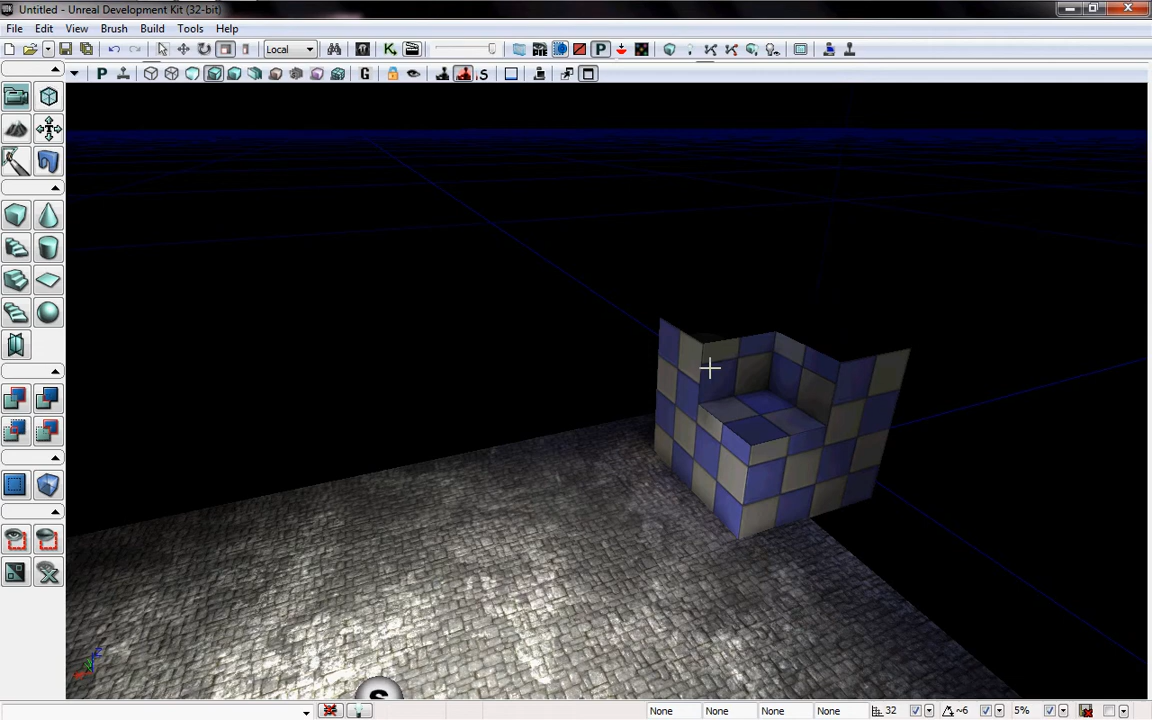 Untitled - Unreal Development Kit (32-bit)
File Edit View Brush Build Tools Help
Local K P
P G S
S
None None None None 32 ~6 5%